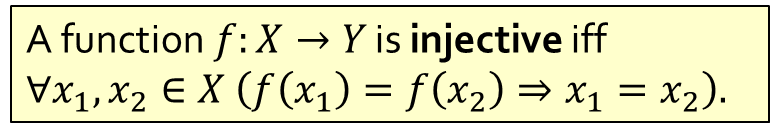 A function 𝑓: 𝑋 → 𝑌 is injective iff
∀𝑥₁, 𝑥₂ ∈ 𝑋 (𝑓(𝑥₁) = 𝑓(𝑥₂) ⇒ 𝑥₁ = 𝑥₂).